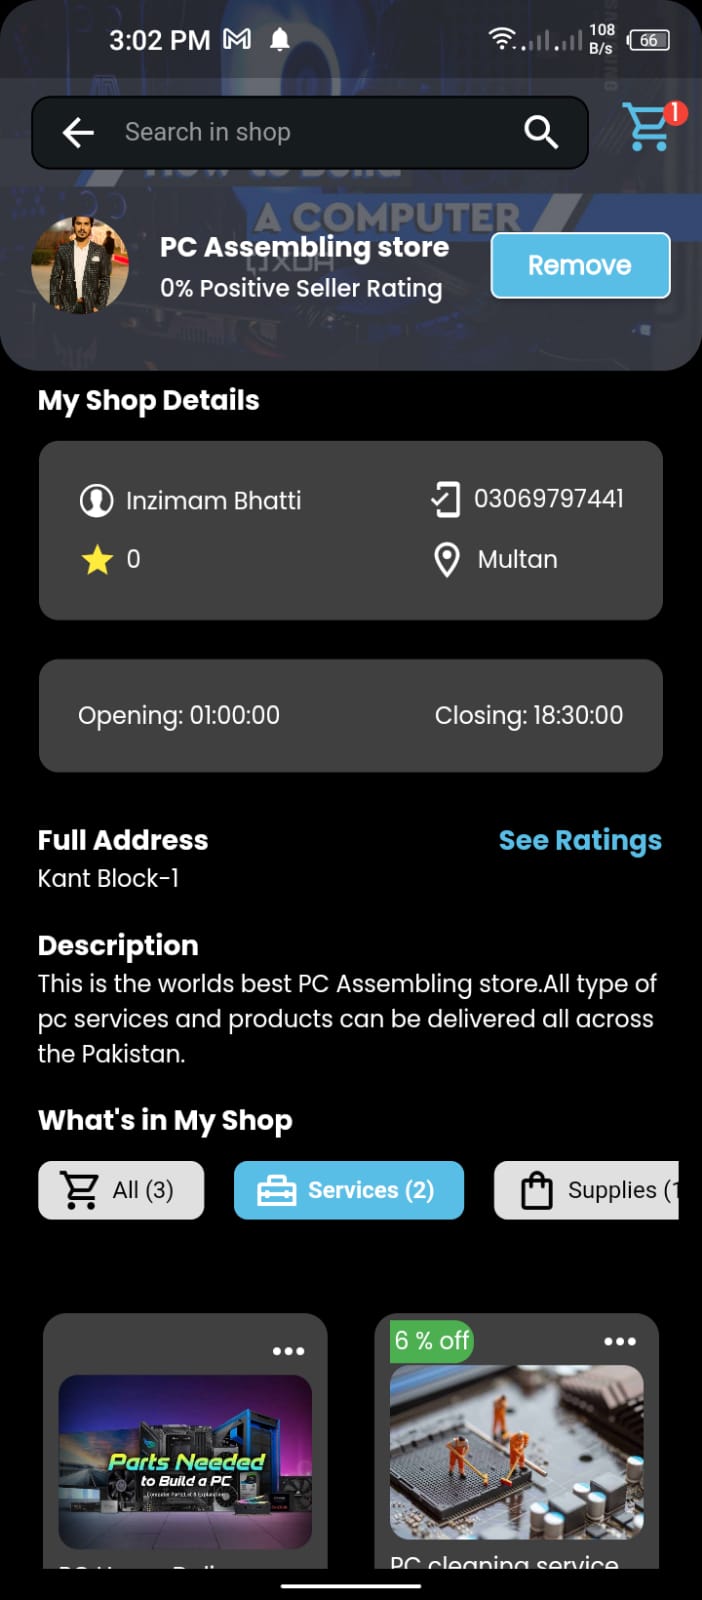 3:02 PM
108
B/s
66
Search in shop
1
How to Build
A COMPUTER
PC Assembling store
Remove
0% Positive Seller Rating
My Shop Details
Inzimam Bhatti
03069797441
0
Multan
Opening: 01:00:00
Closing: 18:30:00
Full Address
See Ratings
Kant Block-1
Description
This is the worlds best PC Assembling store.All type of
pc services and products can be delivered all across
the Pakistan.
What's in My Shop
All (3)
Services (2)
Supplies (1
6 % off
Parts Needed
to Build a PC
PC cleaning service